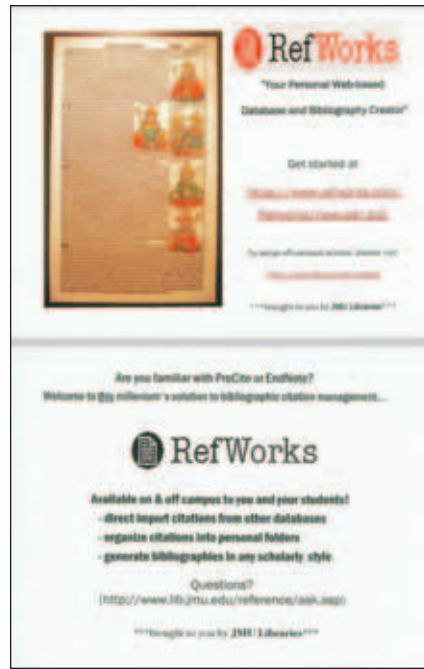 RefWorks
"Your Personal Web-based
Database and Bibliography Creator"
Get started at:
***brought to you by JMU Libraries***
Are you familiar with ProCite or EndNote?
Welcome to this millenium's solution to bibliographic citation management...
RefWorks
Available on & off campus to you and your students!
- direct import citations from other databases
- organize citations into personal folders
- generate bibliographies in any scholarly style
Questions?
(http://www.lib.jmu.edu/reference/ask.asp)
***brought to you by JMU Libraries***